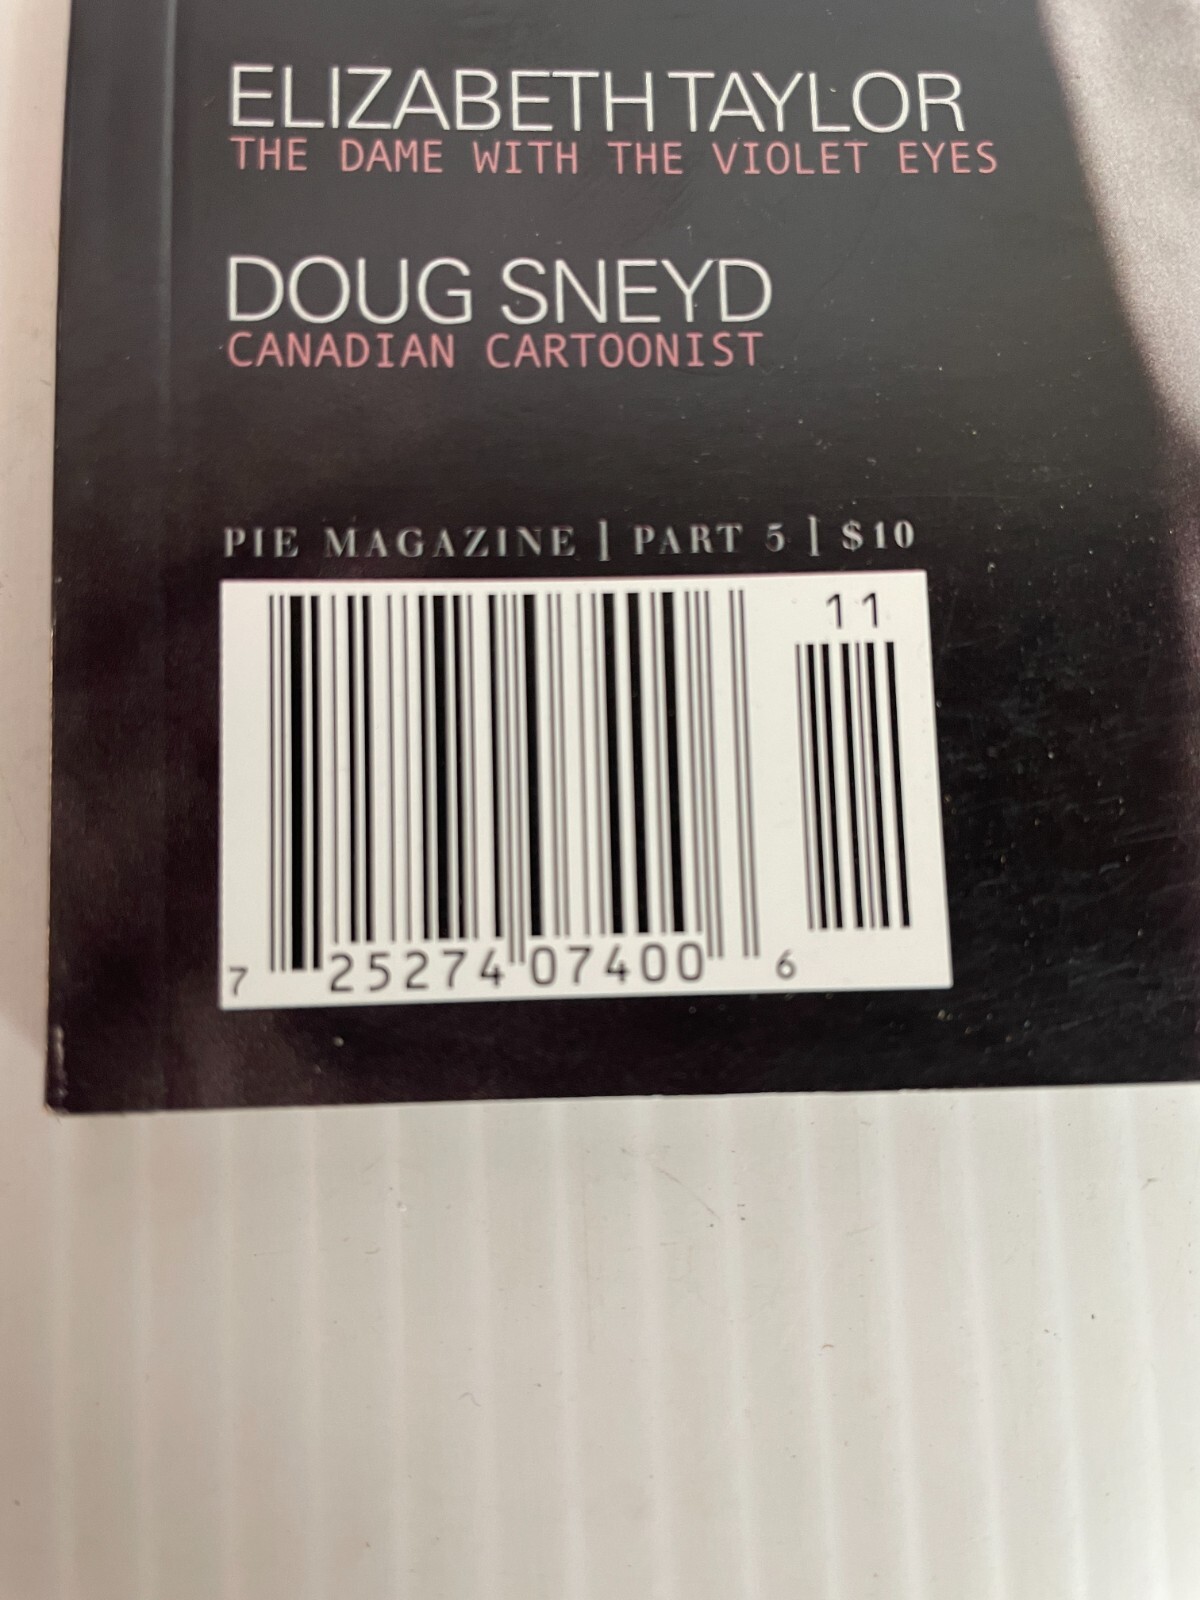 ELIZABETH TAYLOR
THE DAME WITH THE VIOLET EYES
DOUG SNEYD
CANADIAN CARTOONIST
PIE MAGAZINE | PART 5 | $10
11
7 25274 07400 6